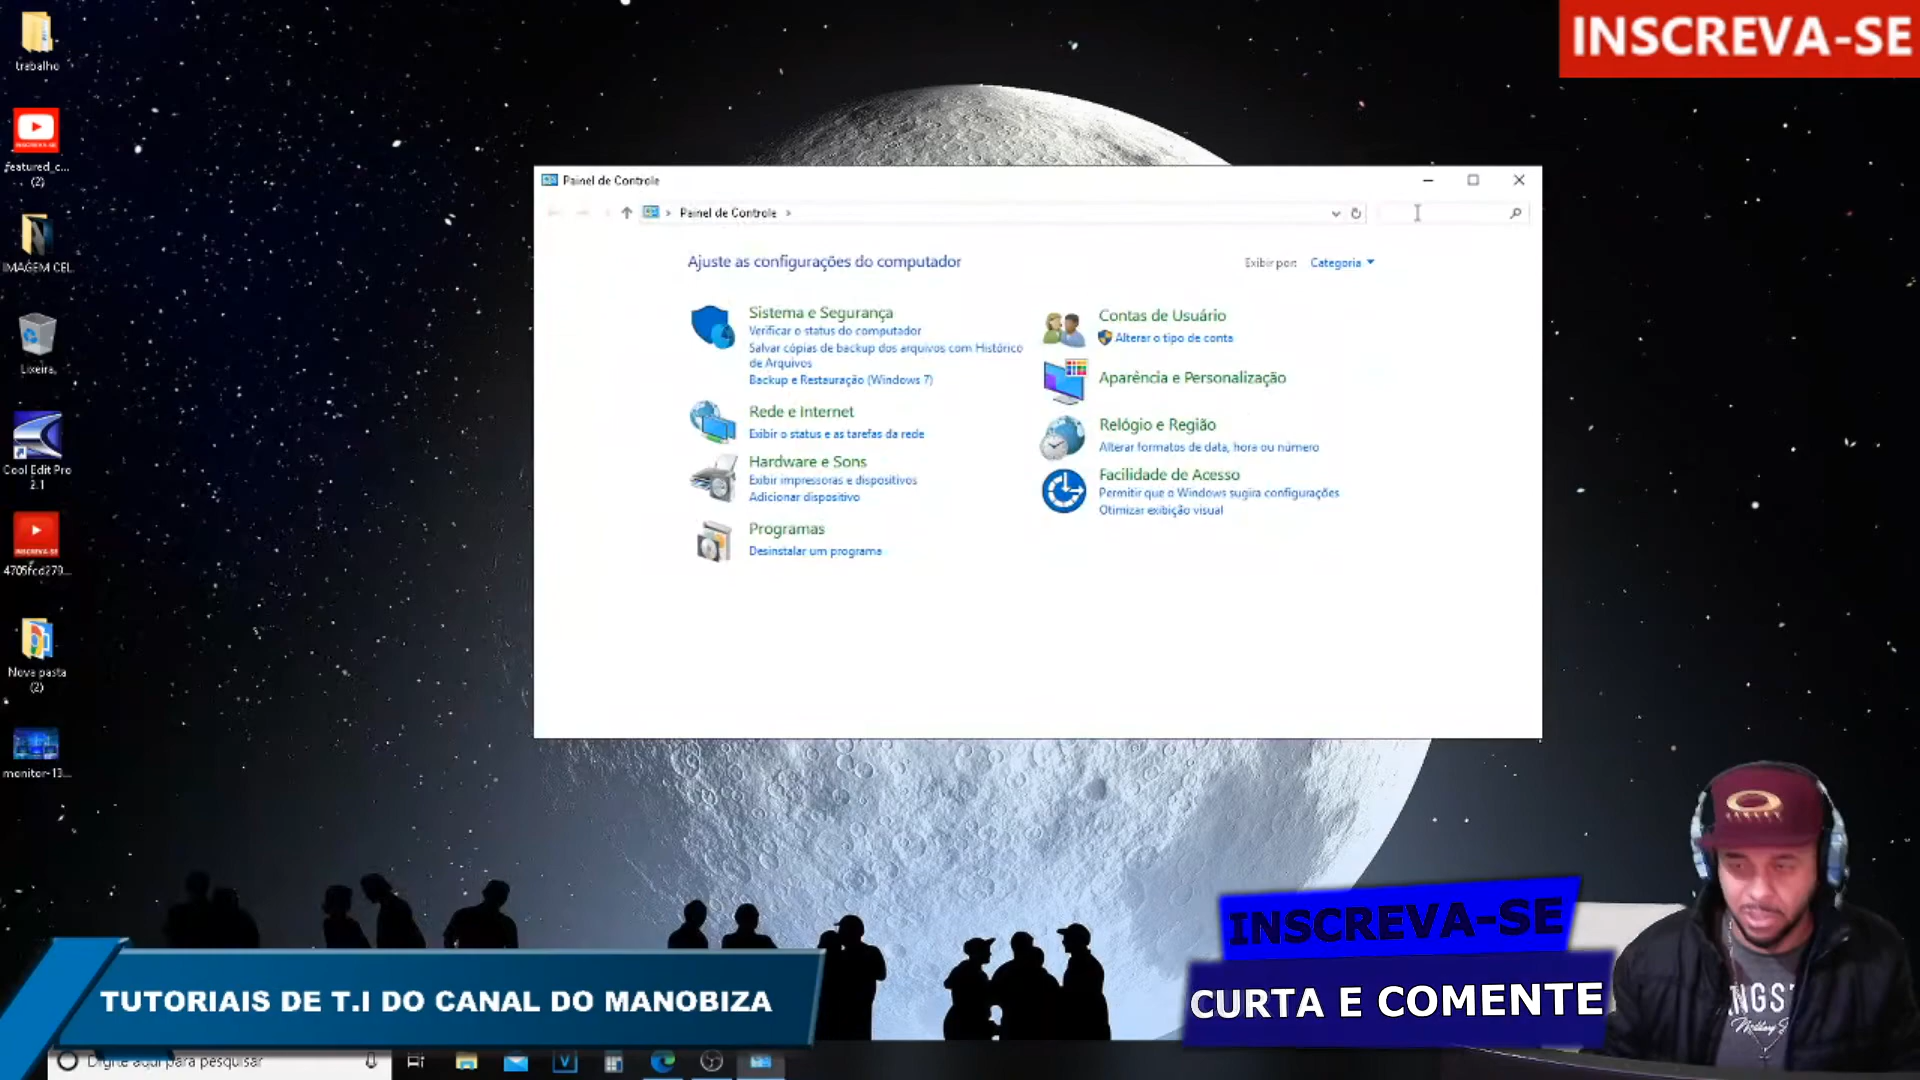 trabalho
INSCREVA-SE
featured_c...
(2)
IMAGEM CEL
Lixeira
Cool Edit Pro
2.1
INSCREVA-SE
4705fcd279...
Nova pasta
(2)
monitor-13...
INSCREVA-SE
Painel de Controle
Painel de Controle
Ajuste as configurações do computador
Exibir por: Categoria
Sistema e Segurança
Verificar o status do computador
Salvar cópias de backup dos arquivos com Histórico
de Arquivos
Backup e Restauração (Windows 7)
Rede e Internet
Exibir o status e as tarefas da rede
Hardware e Sons
Exibir impressoras e dispositivos
Adicionar dispositivo
Programas
Desinstalar um programa
Contas de Usuário
Alterar o tipo de conta
Aparência e Personalização
Relógio e Região
Alterar formatos de data, hora ou número
Facilidade de Acesso
Permitir que o Windows sugira configurações
Otimizar exibição visual
INSCREVA-SE
CURTA E COMENTE
TUTORIAIS DE T.I DO CANAL DO MANOBIZA
Digite aqui para pesquisar